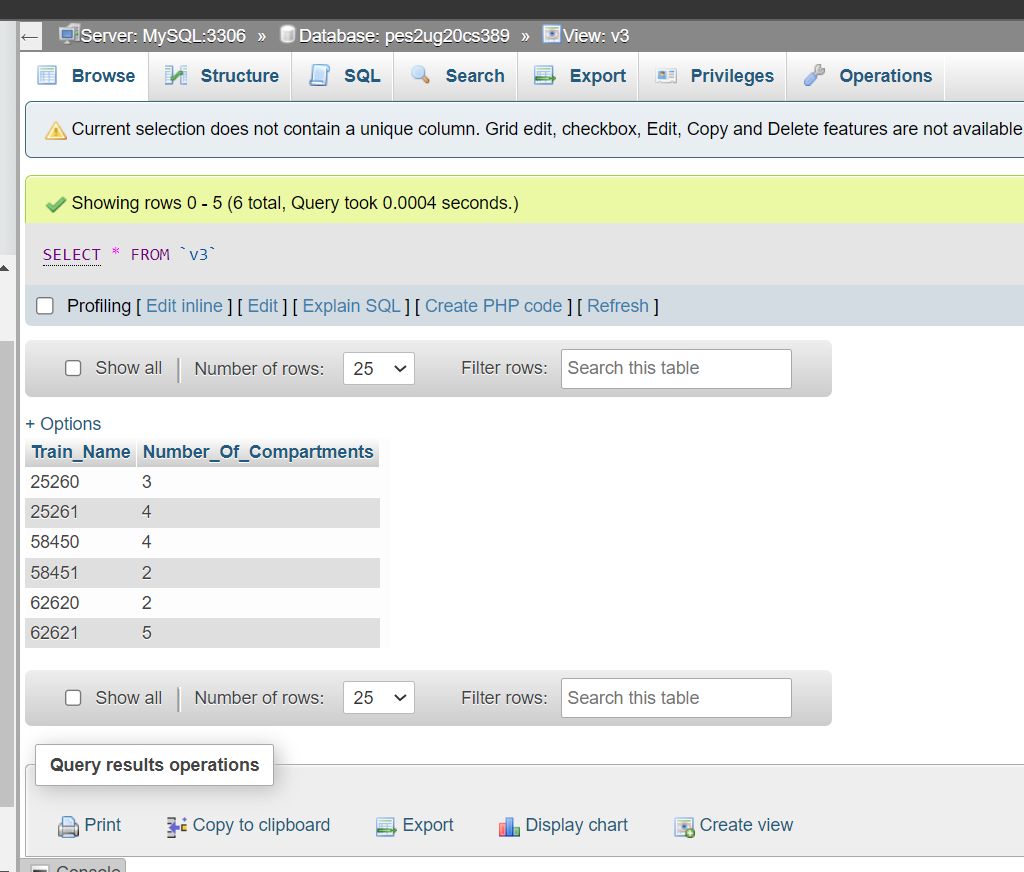 ← Server: MySQL:3306 » Database: pes2ug20cs389 » View: v3
Browse Structure SQL Search Export Privileges Operations
Current selection does not contain a unique column. Grid edit, checkbox, Edit, Copy and Delete features are not available
Showing rows 0 - 5 (6 total, Query took 0.0004 seconds.)
SELECT * FROM `v3`
Profiling [ Edit inline ] [ Edit ] [ Explain SQL ] [ Create PHP code ] [ Refresh ]
Show all | Number of rows: 25 Filter rows: Search this table
+ Options
Train_Name Number_Of_Compartments
25260 3
25261 4
58450 4
58451 2
62620 2
62621 5
Show all | Number of rows: 25 Filter rows: Search this table
Query results operations
Print Copy to clipboard Export Display chart Create view
Console